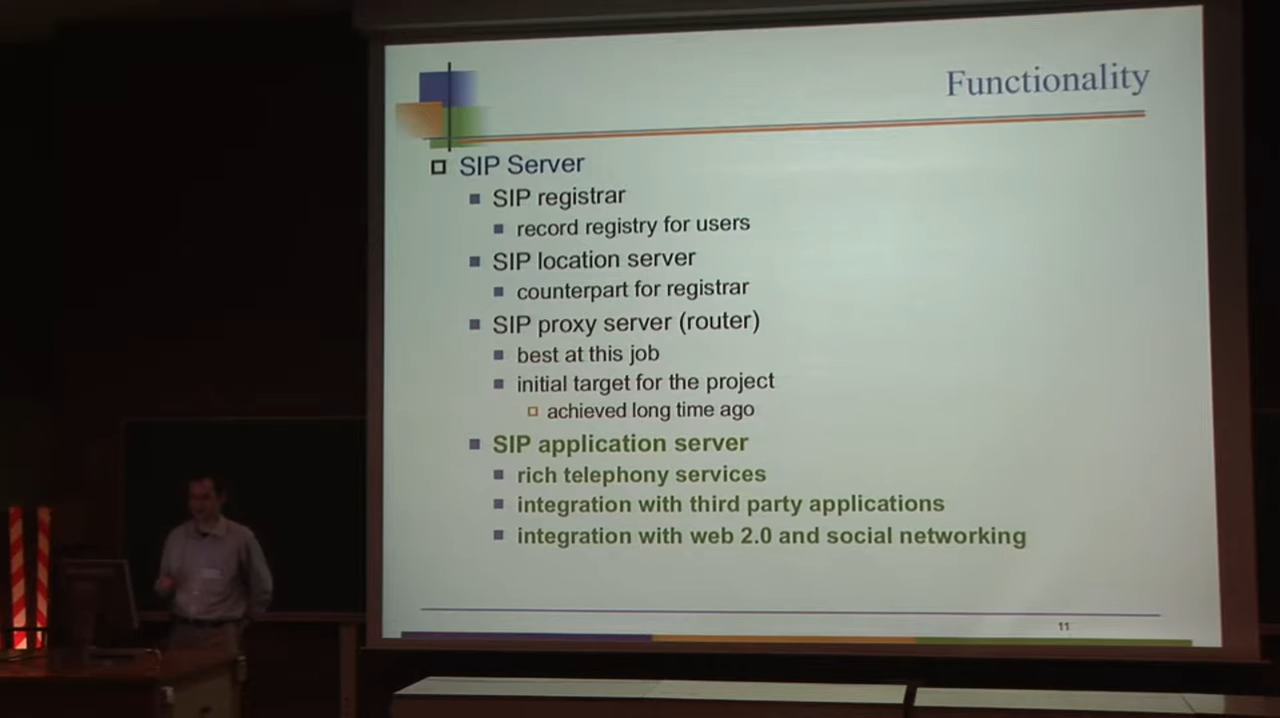 Functionality
SIP Server
SIP registrar
record registry for users
SIP location server
counterpart for registrar
SIP proxy server (router)
best at this job
initial target for the project
achieved long time ago
SIP application server
rich telephony services
integration with third party applications
integration with web 2.0 and social networking
11